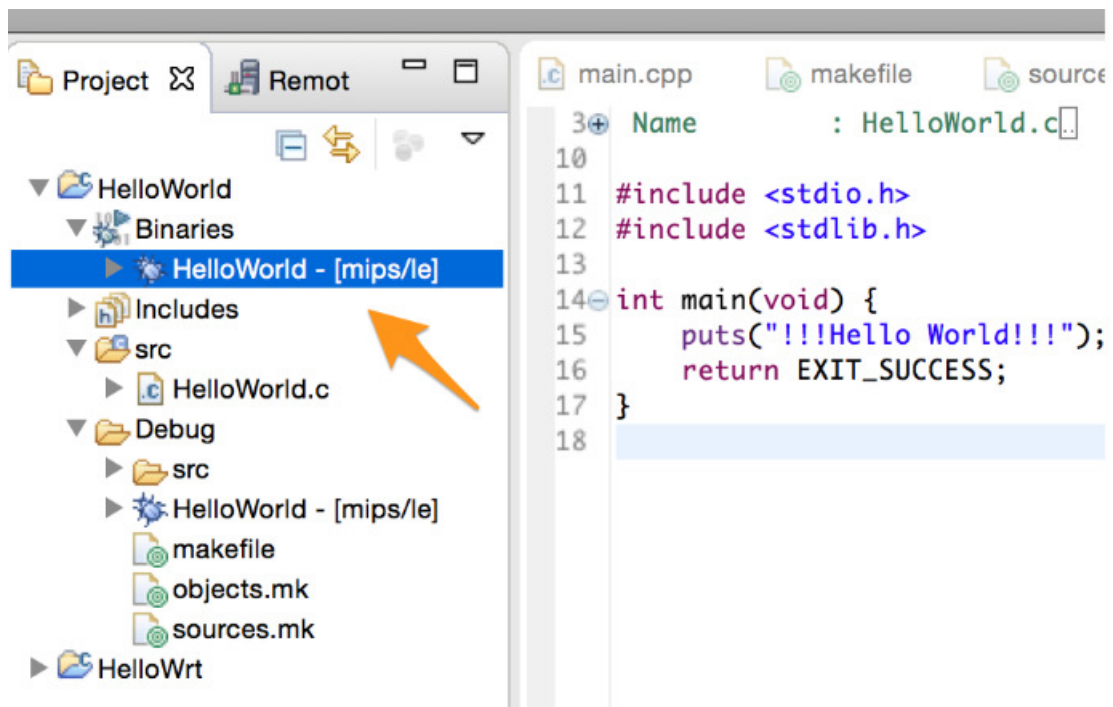 Project
Remot
HelloWorld
Binaries
HelloWorld - [mips/le]
Includes
src
HelloWorld.c
Debug
src
HelloWorld - [mips/le]
makefile
objects.mk
sources.mk
HelloWrt
main.cpp makefile source
3 Name : HelloWorld.c..
10
11 #include <stdio.h>
12 #include <stdlib.h>
13
14 int main(void) {
15 puts("!!!Hello World!!!");
16 return EXIT_SUCCESS;
17 }
18